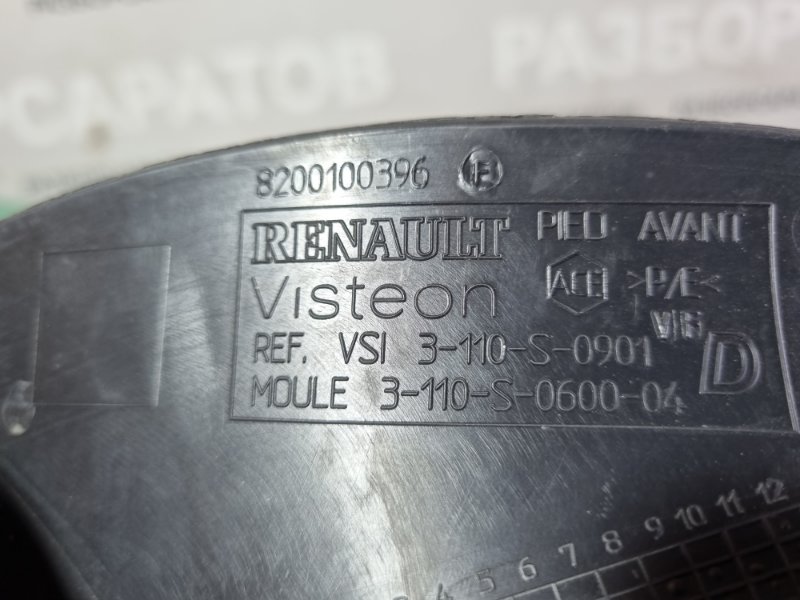 САРАТОВ
РАЗБОР
8200100396 F
RENAULT PIED AVANT
Visteon >P/E<
REF. VSI 3-110-S-0901 D
MOULE 3-110-S-0600-04
4 5 6 7 8 9 10 11 12